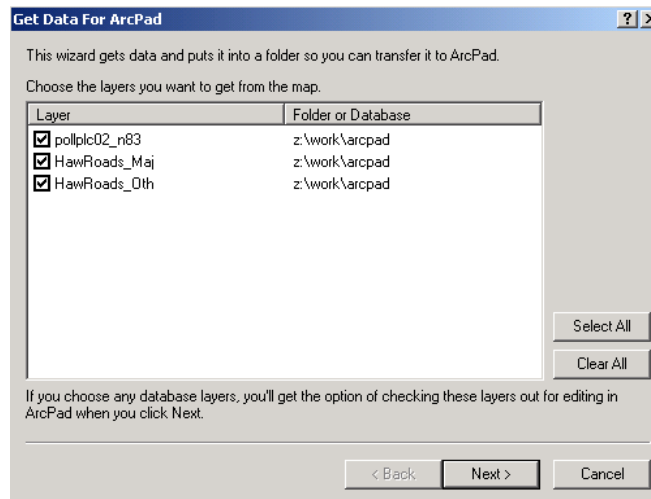 Get Data For ArcPad
This wizard gets data and puts it into a folder so you can transfer it to ArcPad.
Choose the layers you want to get from the map.
Layer Folder or Database
pollplc02_n83 z:\work\arcpad
HawRoads_Maj z:\work\arcpad
HawRoads_Oth z:\work\arcpad
Select All
Clear All
If you choose any database layers, you'll get the option of checking these layers out for editing in
ArcPad when you click Next.
< Back Next > Cancel